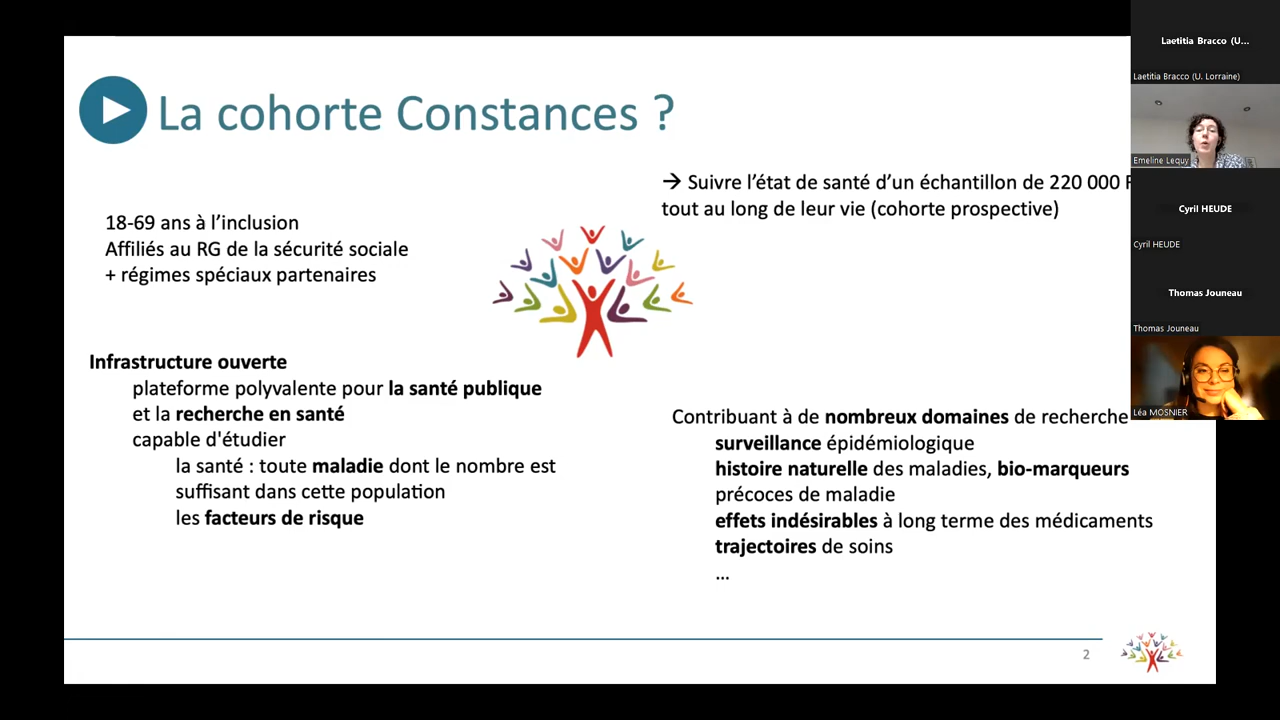 La cohorte Constances ?
→ Suivre l'état de santé d'un échantillon de 220 000
tout au long de leur vie (cohorte prospective)
18-69 ans à l'inclusion
Affiliés au RG de la sécurité sociale
+ régimes spéciaux partenaires
Infrastructure ouverte
plateforme polyvalente pour la santé publique
et la recherche en santé
capable d'étudier
la santé : toute maladie dont le nombre est
suffisant dans cette population
les facteurs de risque
Contribuant à de nombreux domaines de recherche
surveillance épidémiologique
histoire naturelle des maladies, bio-marqueurs
précoces de maladie
effets indésirables à long terme des médicaments
trajectoires de soins
...
2
Laetitia Bracco (U...
Laetitia Bracco (U. Lorraine)
Emeline Lequy
Cyril HEUDE
Cyril HEUDE
Thomas Jouneau
Thomas Jouneau
Léa MOSNIER